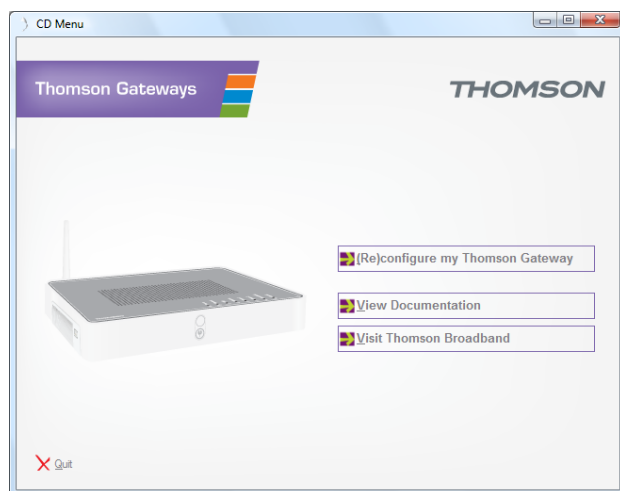 CD Menu
Thomson Gateways
THOMSON
(Re)configure my Thomson Gateway
View Documentation
Visit Thomson Broadband
Quit